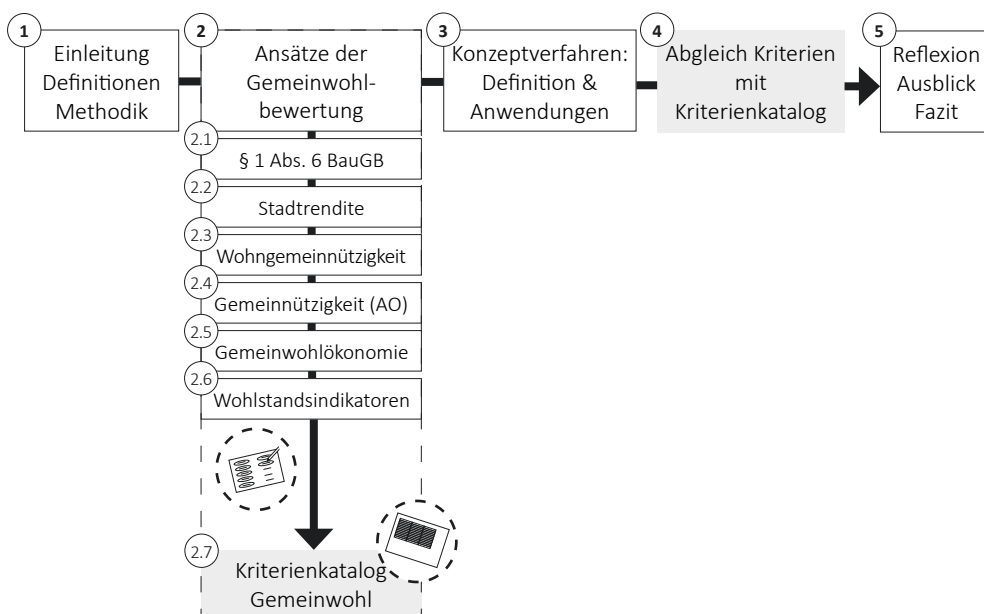 1
Einleitung
Definitionen
Methodik
2
Ansätze der
Gemeinwohl-
bewertung
3
Konzeptverfahren:
Definition &
Anwendungen
4
Abgleich Kriterien
mit
Kriterienkatalog
5
Reflexion
Ausblick
Fazit
2.1
§ 1 Abs. 6 BauGB
2.2
Stadtrendite
2.3
Wohngemeinnützigkeit
2.4
Gemeinnützigkeit (AO)
2.5
Gemeinwohlökonomie
2.6
Wohlstandsindikatoren
2.7
Kriterienkatalog
Gemeinwohl